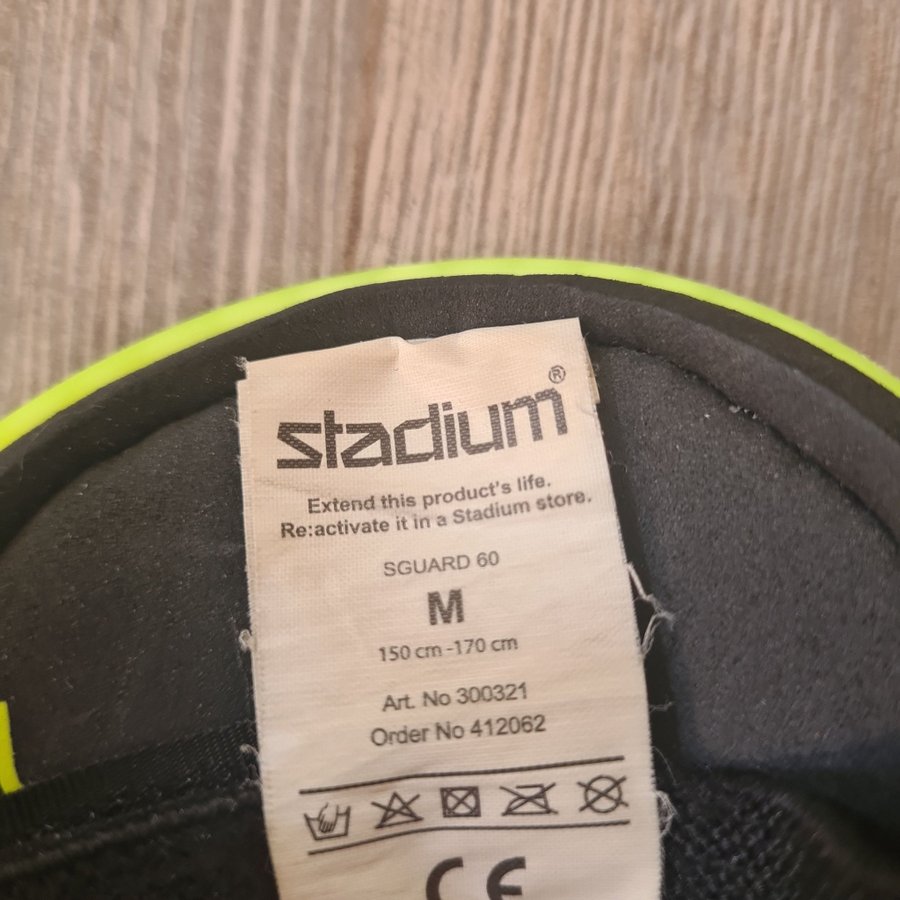 stadium®
Extend this product's life.
Re:activate it in a Stadium store.
SGUARD 60
M
150 cm -170 cm
Art. No 300321
Order No 412062
CE